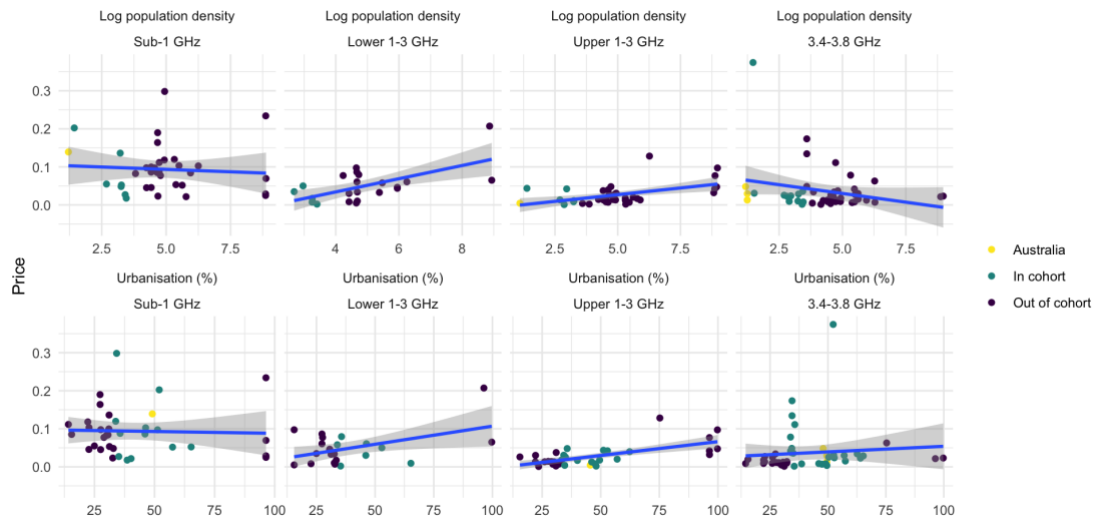 Log population density Log population density Log population density Log population density
Sub-1 GHz Lower 1-3 GHz Upper 1-3 GHz 3.4-3.8 GHz
0.3
0.2
0.1
0.0
2.5 5.0 7.5 4 6 8 2.5 5.0 7.5 2.5 5.0 7.5
Urbanisation (%) Urbanisation (%) Urbanisation (%) Urbanisation (%)
Sub-1 GHz Lower 1-3 GHz Upper 1-3 GHz 3.4-3.8 GHz
0.3
0.2
0.1
0.0
25 50 75 100 25 50 75 100 25 50 75 100 25 50 75 100
Price
Australia
In cohort
Out of cohort